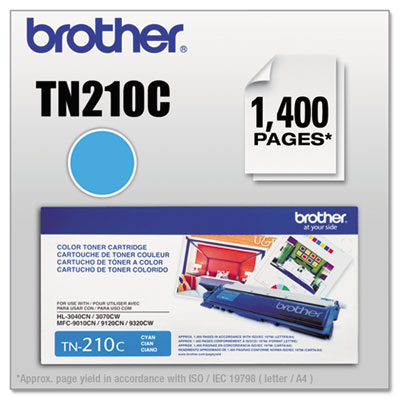 brother®
TN210C
1,400
PAGES*
brother®
at your side
COLOR TONER CARTRIDGE
CARTOUCHE DE TONER COULEUR
CARTUCHO DE TÓNER A COLOR
CARTUCHO DE TONER COLORIDO
FOR USE WITH / POUR UTILISER AVEC
PARA USARSE CON / PARA USO COM
HL-3040CN / 3070CW
MFC-9010CN / 9120CN / 9320CW
TN-210C
CYAN
CYAN
CIAN
CIANO
*Approx. page yield in accordance with ISO / IEC 19798 ( letter / A4 )